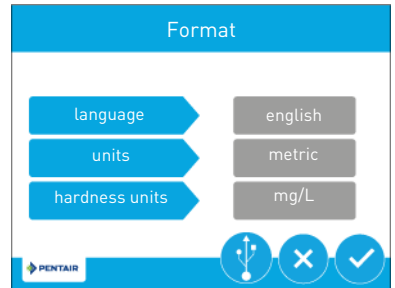 Format
language english
units metric
hardness units mg/L
PENTAIR